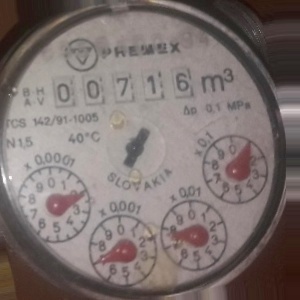 PREMEX
B-H
A-V
00716 m³
TCS 142/91-1005
Δp 0,1 MPa
N 1,5
40°C
SLOVAKIA
x 0,1
x 0,01
x 0,001
x 0,0001